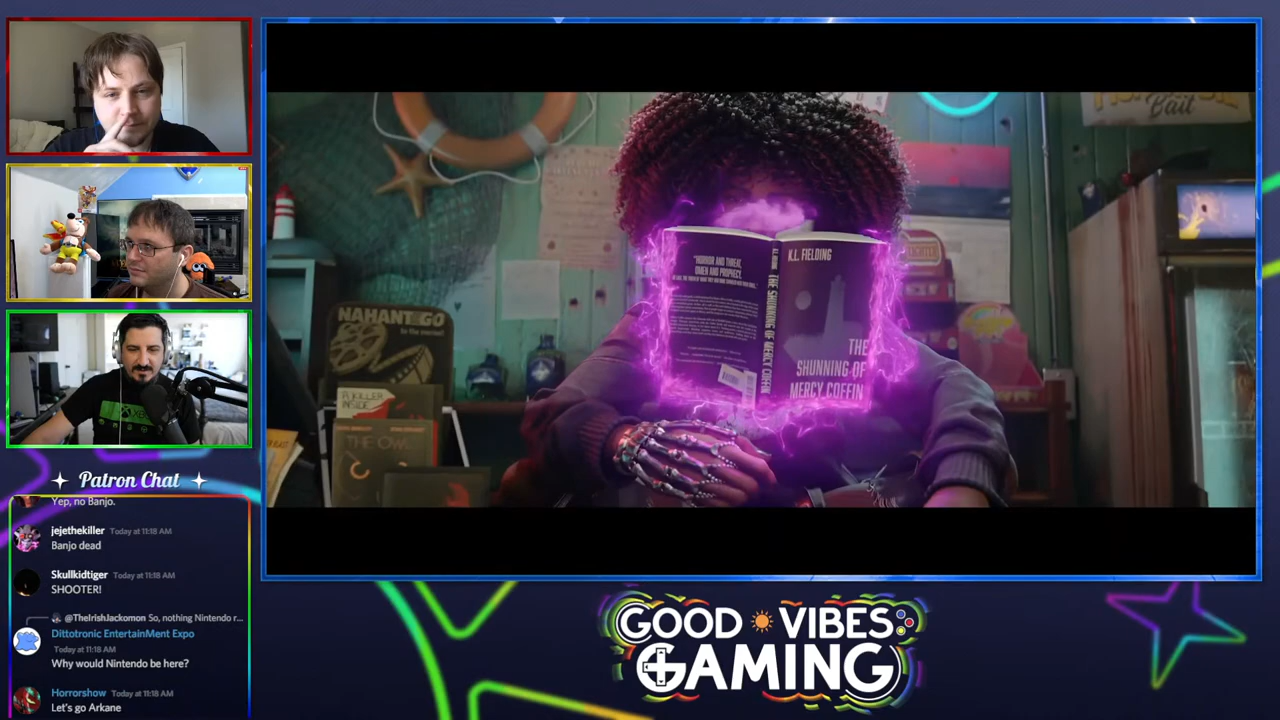 Patron Chat
Yep, no Banjo.
jejethekiller Today at 11:18 AM
Banjo dead
Skullkidtiger Today at 11:18 AM
SHOOTER!
@TheIrishJackomon So, nothing Nintendo r...
Dittotronic EntertainMent Expo
Today at 11:18 AM
Why would Nintendo be here?
Horrorshow Today at 11:18 AM
Let's go Arkane
XBOX
Bait
NAHANT GO
A KILLER
INSIDE
THE OWL
"HORROR AND THREAT,
OMEN AND PROPHECY,
K.L. FIELDING
THE SHUNNING OF MERCY COFFIN
THE
SHUNNING OF
MERCY COFFIN
GOOD VIBES
GAMING